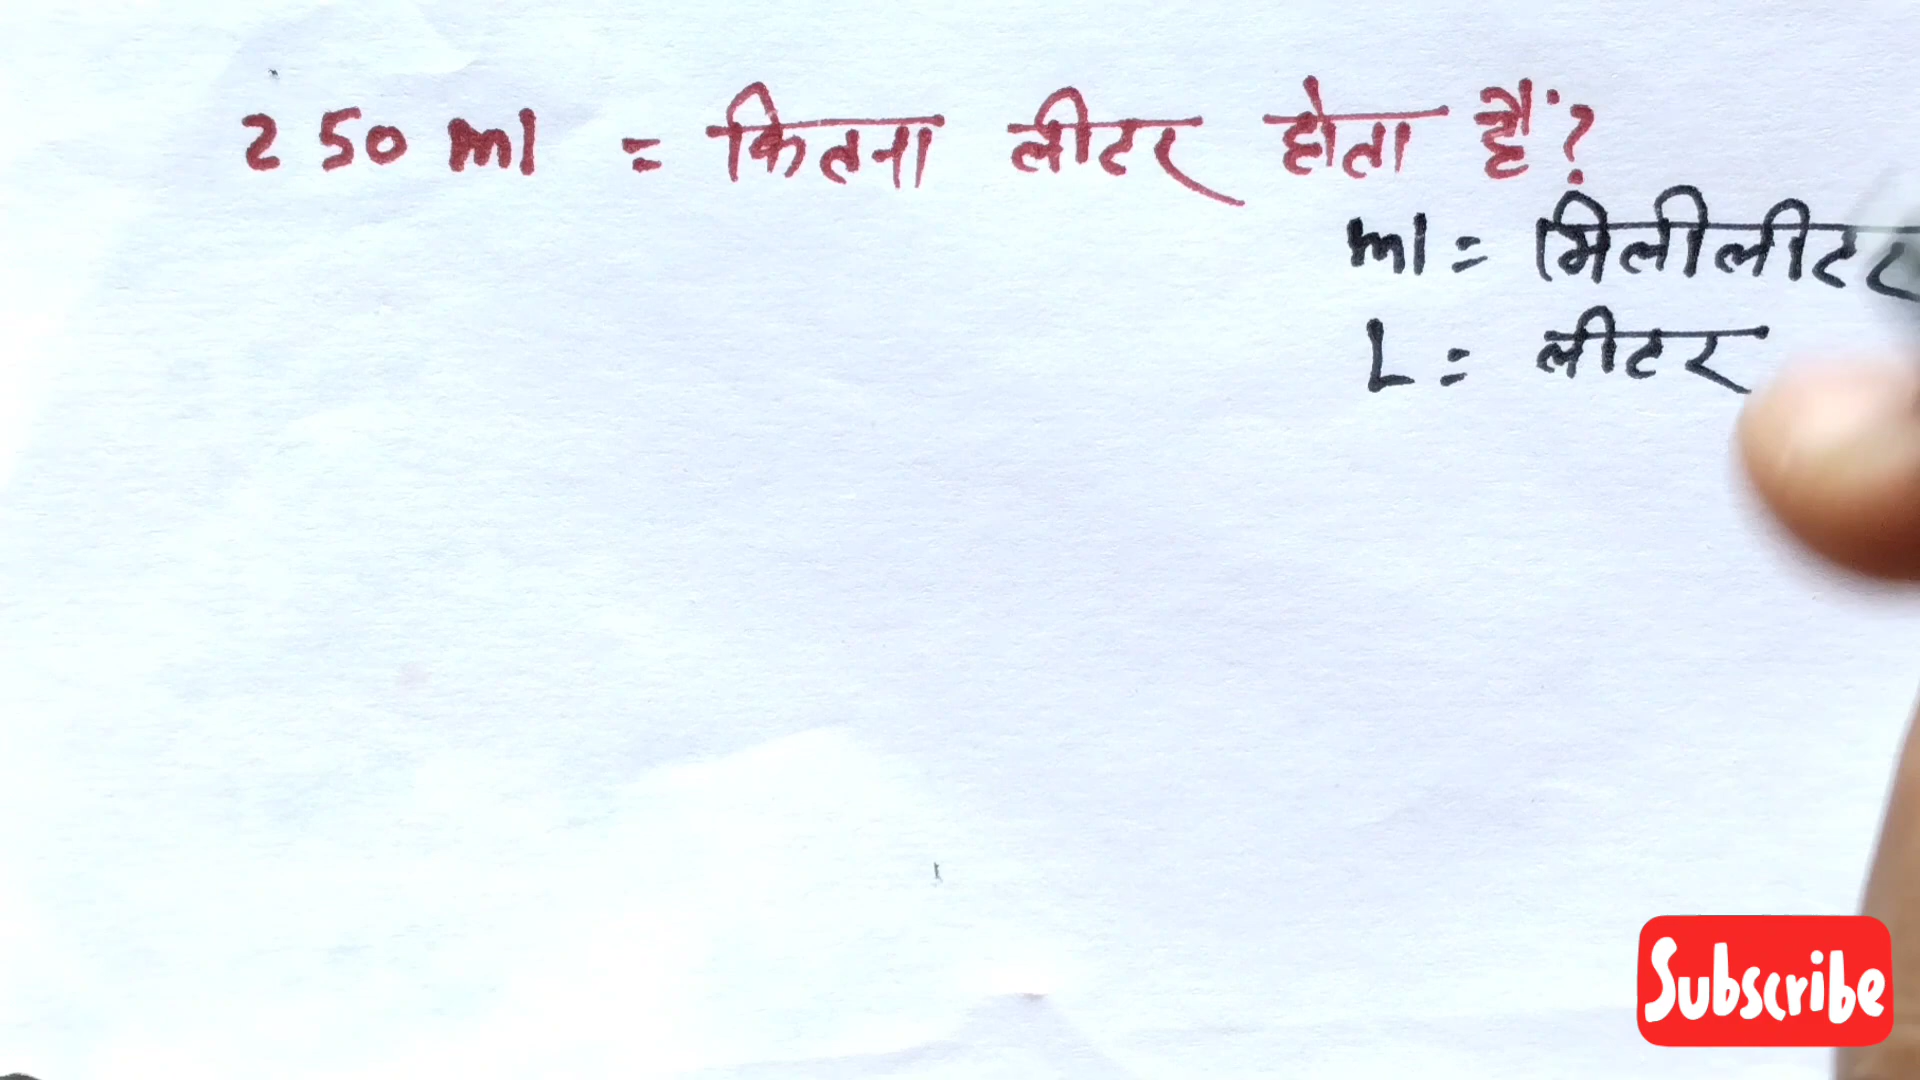 250 ml = कितना लीटर होता हैं?
ml = मिलीलीटर
L = लीटर
Subscribe